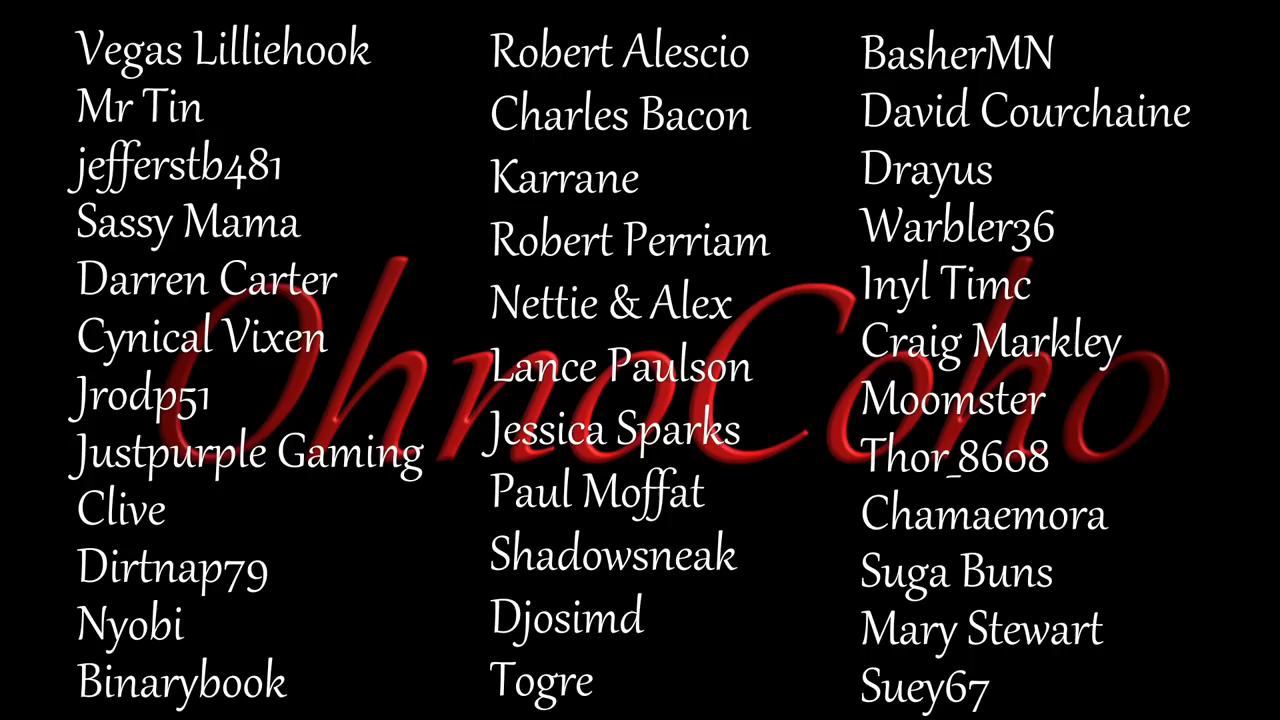 Vegas Lilliehook
Mr Tin
jefferstb481
Sassy Mama
Darren Carter
Cynical Vixen
Jrodp51
Justpurple Gaming
Clive
Dirtnap79
Nyobi
Binarybook
Robert Alescio
Charles Bacon
Karrane
Robert Perriam
Nettie & Alex
Lance Paulson
Jessica Sparks
Paul Moffat
Shadowsneak
Djosimd
Togre
BasherMN
David Courchaine
Drayus
Warbler36
Inyl Timc
Craig Markley
Moomster
Thor_8608
Chamaemora
Suga Buns
Mary Stewart
Suey67
OhnoCoho